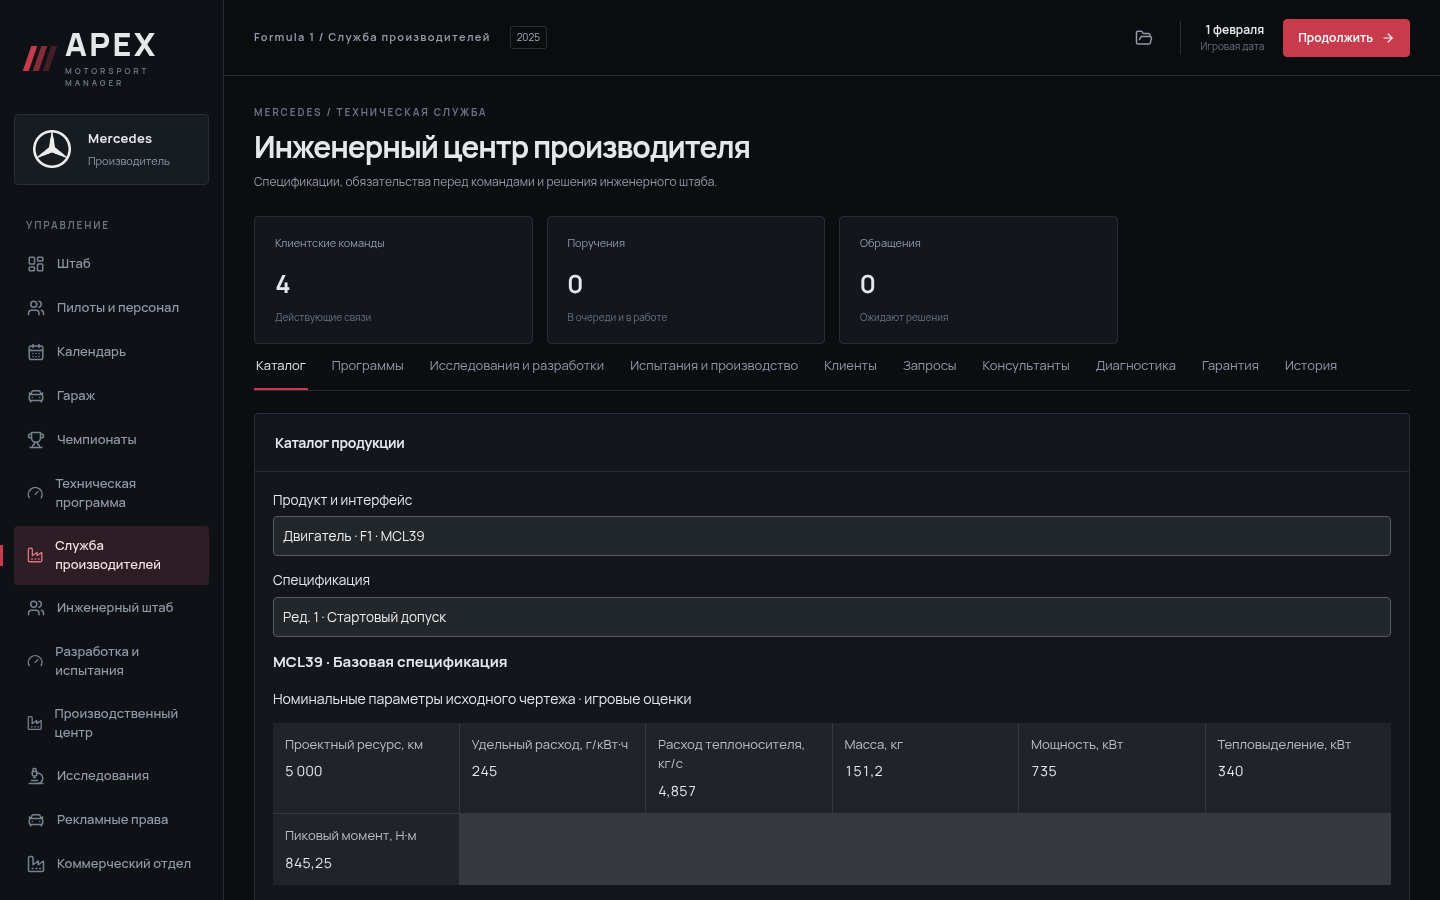 APEX
MOTORSPORT
MANAGER
Mercedes
Производитель
УПРАВЛЕНИЕ
Штаб
Пилоты и персонал
Календарь
Гараж
Чемпионаты
Техническая
программа
Служба
производителей
Инженерный штаб
Разработка и
испытания
Производственный
центр
Исследования
Рекламные права
Коммерческий отдел
Formula 1 / Служба производителей
2025
1 февраля
Игровая дата
Продолжить
MERCEDES / ТЕХНИЧЕСКАЯ СЛУЖБА
Инженерный центр производителя
Спецификации, обязательства перед командами и решения инженерного штаба.
Клиентские команды
4
Действующие связи
Поручения
0
В очереди и в работе
Обращения
0
Ожидают решения
Каталог Программы Исследования и разработки Испытания и производство Клиенты Запросы Консультанты Диагностика Гарантия История
Каталог продукции
Продукт и интерфейс
Двигатель · F1 · MCL39
Спецификация
Ред. 1 · Стартовый допуск
MCL39 · Базовая спецификация
Номинальные параметры исходного чертежа · игровые оценки
Проектный ресурс, км
5 000
Удельный расход, г/кВт·ч
245
Расход теплоносителя,
кг/с
4,857
Масса, кг
151,2
Мощность, кВт
735
Тепловыделение, кВт
340
Пиковый момент, Н·м
845,25